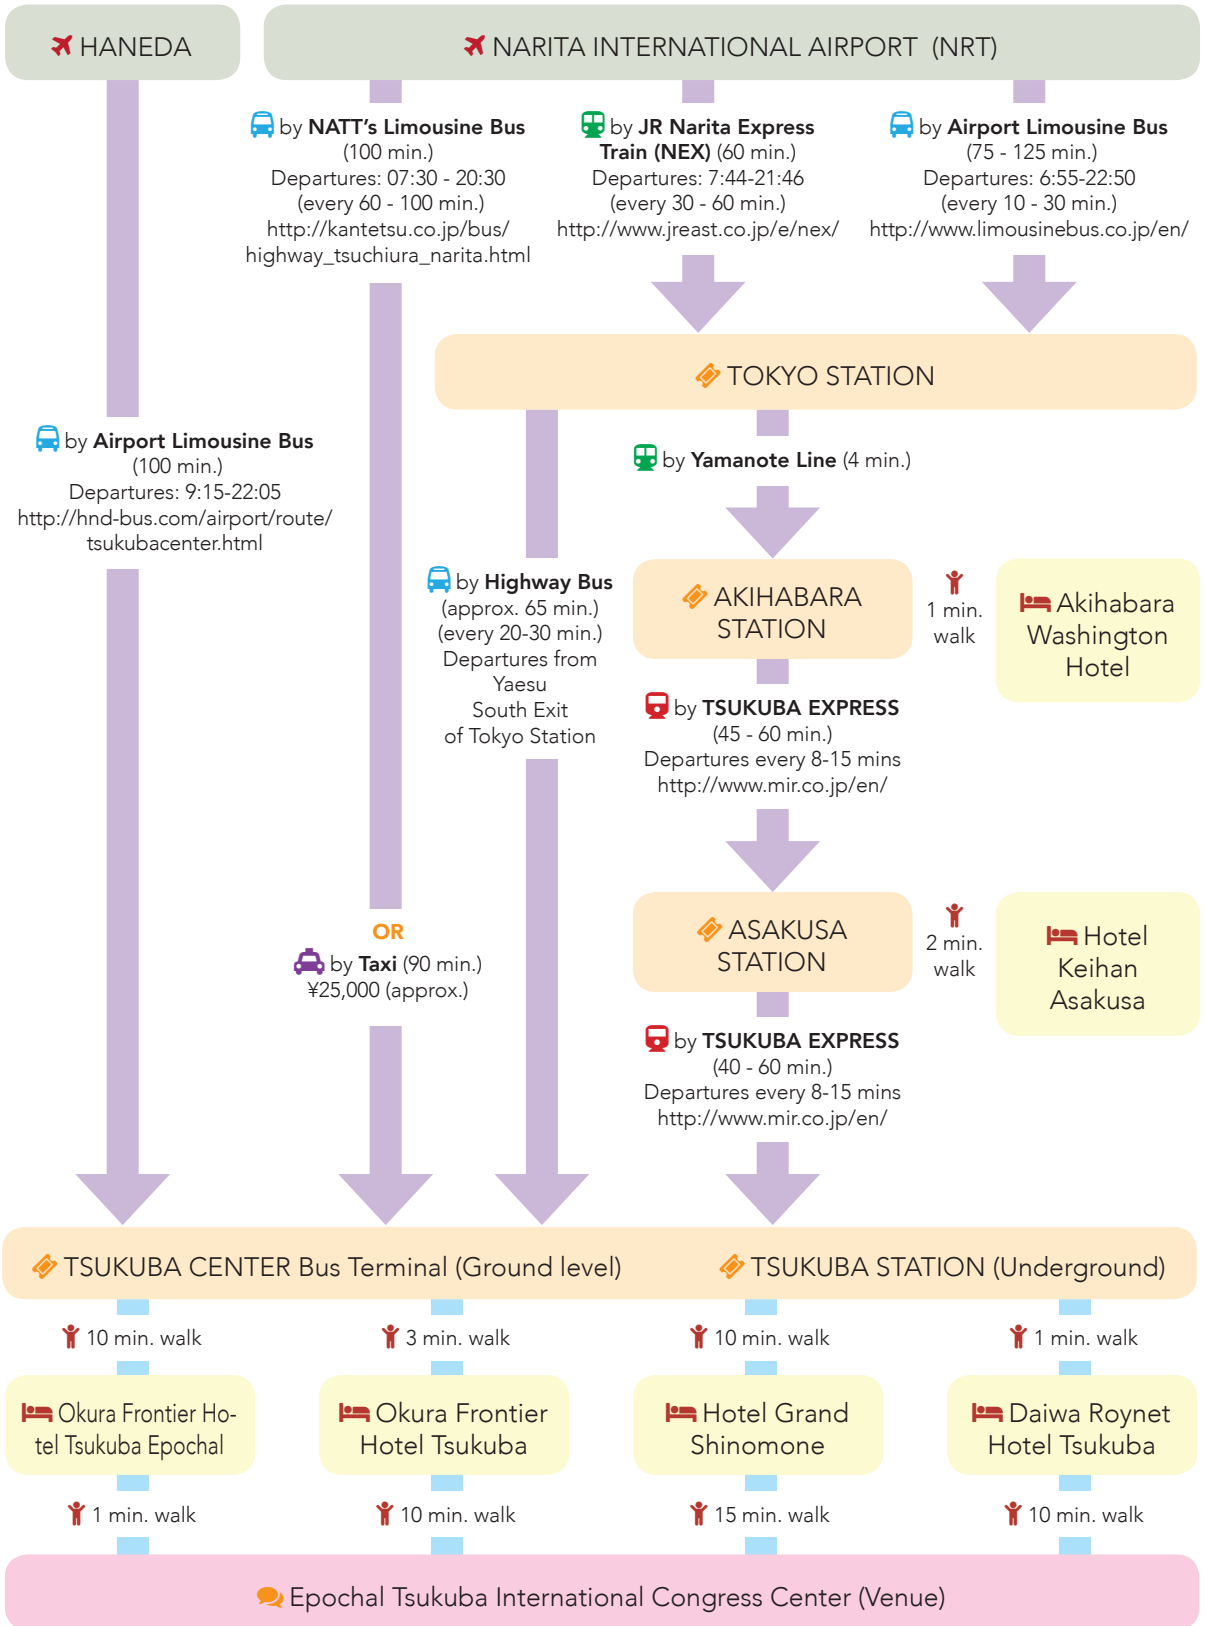 HANEDA
NARITA INTERNATIONAL AIRPORT (NRT)
by NATT's Limousine Bus
(100 min.)
Departures: 07:30 - 20:30
(every 60 - 100 min.)
http://kantetsu.co.jp/bus/
highway_tsuchiura_narita.html
by JR Narita Express
Train (NEX) (60 min.)
Departures: 7:44-21:46
(every 30 - 60 min.)
http://www.jreast.co.jp/e/nex/
by Airport Limousine Bus
(75 - 125 min.)
Departures: 6:55-22:50
(every 10 - 30 min.)
http://www.limousinebus.co.jp/en/
TOKYO STATION
by Airport Limousine Bus
(100 min.)
Departures: 9:15-22:05
http://hnd-bus.com/airport/route/
tsukubacenter.html
by Yamanote Line (4 min.)
by Highway Bus
(approx. 65 min.)
(every 20-30 min.)
Departures from
Yaesu
South Exit
of Tokyo Station
AKIHABARA
STATION
1 min.
walk
Akihabara
Washington
Hotel
by TSUKUBA EXPRESS
(45 - 60 min.)
Departures every 8-15 mins
http://www.mir.co.jp/en/
OR
by Taxi (90 min.)
¥25,000 (approx.)
ASAKUSA
STATION
2 min.
walk
Hotel
Keihan
Asakusa
by TSUKUBA EXPRESS
(40 - 60 min.)
Departures every 8-15 mins
http://www.mir.co.jp/en/
TSUKUBA CENTER Bus Terminal (Ground level)
TSUKUBA STATION (Underground)
10 min. walk
3 min. walk
10 min. walk
1 min. walk
Okura Frontier Ho-
tel Tsukuba Epochal
Okura Frontier
Hotel Tsukuba
Hotel Grand
Shinomone
Daiwa Roynet
Hotel Tsukuba
1 min. walk
10 min. walk
15 min. walk
10 min. walk
Epochal Tsukuba International Congress Center (Venue)